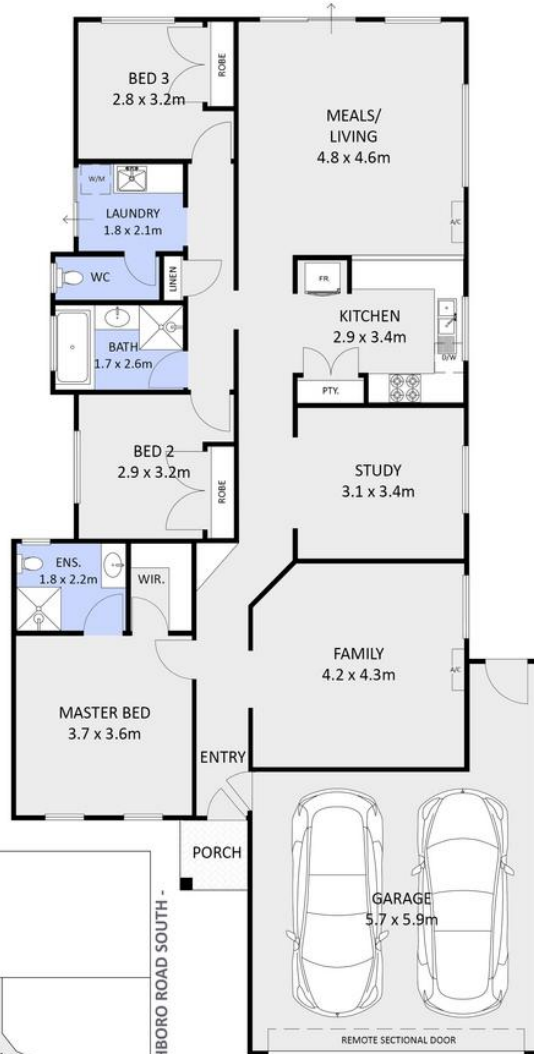 BED 3
2.8 x 3.2m
ROBE
MEALS/
LIVING
4.8 x 4.6m
A/C
W/M
LAUNDRY
1.8 x 2.1m
WC
LINEN
FR.
KITCHEN
2.9 x 3.4m
D/W
PTY.
BATH
1.7 x 2.6m
BED 2
2.9 x 3.2m
ROBE
STUDY
3.1 x 3.4m
ENS.
1.8 x 2.2m
WIR.
FAMILY
4.2 x 4.3m
A/C
MASTER BED
3.7 x 3.6m
ENTRY
PORCH
GARAGE
5.7 x 5.9m
REMOTE SECTIONAL DOOR
HBORO ROAD SOUTH -